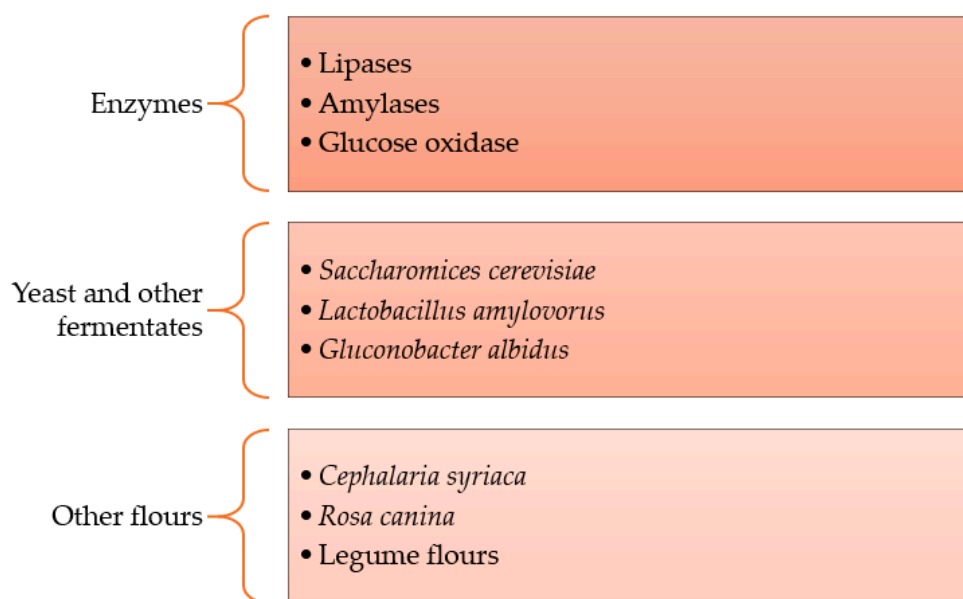 Enzymes
• Lipases
• Amylases
• Glucose oxidase
Yeast and other
fermentates
• Saccharomices cerevisiae
• Lactobacillus amylovorus
• Gluconobacter albidus
Other flours
• Cephalaria syriaca
• Rosa canina
• Legume flours